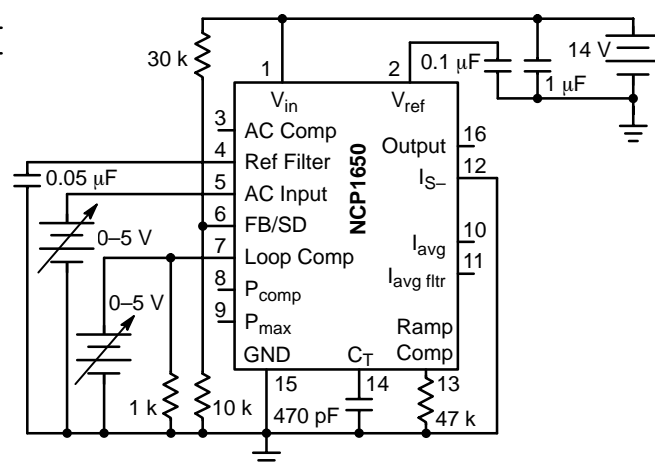 30 k
14 V
0.1 μF
1 μF
1
2
V_in
V_ref
3
AC Comp
4
Ref Filter
0.05 μF
5
AC Input
6
FB/SD
7
Loop Comp
8
P_comp
9
P_max
NCP1650
Output
16
12
I_S–
I_avg
10
I_avg fltr
11
Ramp
Comp
GND
C_T
0–5 V
0–5 V
15
14
13
1 k
10 k
470 pF
47 k